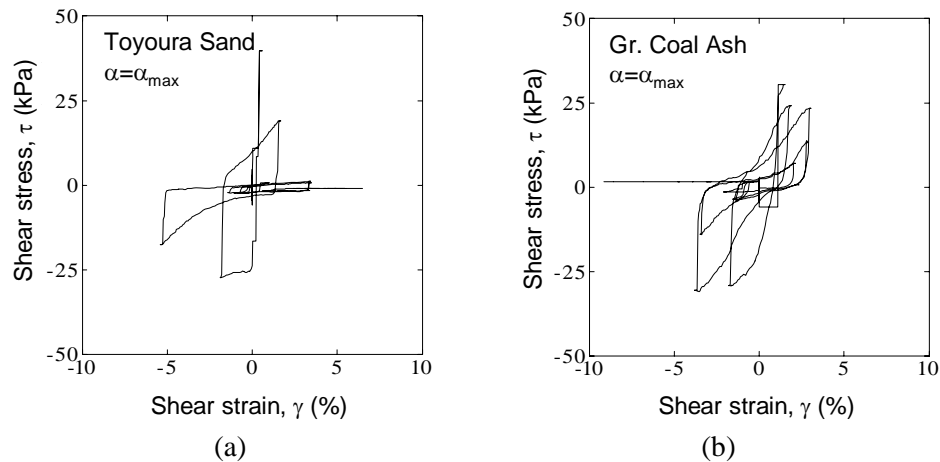 50
25
0
-25
-50
-10
-5
0
5
10
Shear stress, τ (kPa)
Shear strain, γ (%)
Toyoura Sand
α=αmax
(a)
50
25
0
-25
-50
-10
-5
0
5
10
Shear stress, τ (kPa)
Shear strain, γ (%)
Gr. Coal Ash
α=αmax
(b)